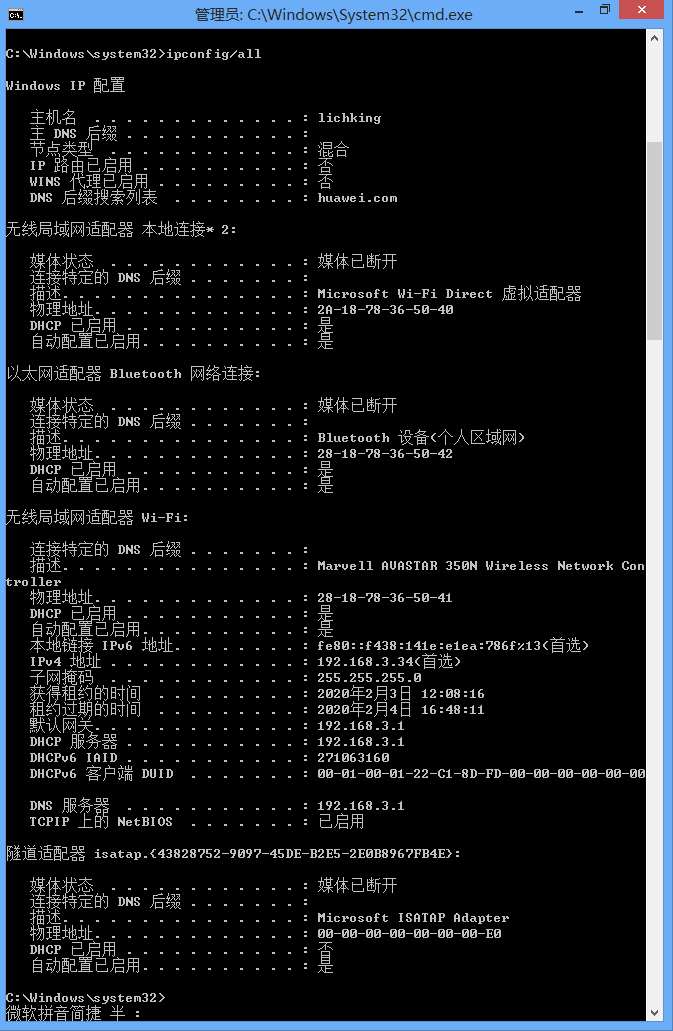 管理员: C:\Windows\System32\cmd.exe
C:\Windows\system32>ipconfig/all
Windows IP 配置
主机名 . . . . . . . . . . . . . : lichking
主 DNS 后缀 . . . . . . . . . . . :
节点类型 . . . . . . . . . . . . : 混合
IP 路由已启用 . . . . . . . . . . : 否
WINS 代理已启用 . . . . . . . . . : 否
DNS 后缀搜索列表 . . . . . . . . : huawei.com
无线局域网适配器 本地连接* 2:
媒体状态 . . . . . . . . . . . . : 媒体已断开
连接特定的 DNS 后缀 . . . . . . . :
描述. . . . . . . . . . . . . . . : Microsoft Wi-Fi Direct 虚拟适配器
物理地址. . . . . . . . . . . . . : 2A-18-78-36-50-40
DHCP 已启用 . . . . . . . . . . . : 是
自动配置已启用. . . . . . . . . . : 是
以太网适配器 Bluetooth 网络连接:
媒体状态 . . . . . . . . . . . . : 媒体已断开
连接特定的 DNS 后缀 . . . . . . . :
描述. . . . . . . . . . . . . . . : Bluetooth 设备(个人区域网)
物理地址. . . . . . . . . . . . . : 28-18-78-36-50-42
DHCP 已启用 . . . . . . . . . . . : 是
自动配置已启用. . . . . . . . . . : 是
无线局域网适配器 Wi-Fi:
连接特定的 DNS 后缀 . . . . . . . :
描述. . . . . . . . . . . . . . . : Marvell AVASTAR 350N Wireless Network Con
troller
物理地址. . . . . . . . . . . . . : 28-18-78-36-50-41
DHCP 已启用 . . . . . . . . . . . : 是
自动配置已启用. . . . . . . . . . : 是
本地链接 IPv6 地址. . . . . . . . : fe80::f438:141e:e1ea:786f%13(首选)
IPv4 地址 . . . . . . . . . . . . : 192.168.3.34(首选)
子网掩码 . . . . . . . . . . . . : 255.255.255.0
获得租约的时间 . . . . . . . . . : 2020年2月3日 12:08:16
租约过期的时间 . . . . . . . . . : 2020年2月4日 16:48:11
默认网关. . . . . . . . . . . . . : 192.168.3.1
DHCP 服务器 . . . . . . . . . . . : 192.168.3.1
DHCPv6 IAID . . . . . . . . . . . : 271063160
DHCPv6 客户端 DUID . . . . . . . : 00-01-00-01-22-C1-8D-FD-00-00-00-00-00-00
DNS 服务器 . . . . . . . . . . . : 192.168.3.1
TCPIP 上的 NetBIOS . . . . . . . : 已启用
隧道适配器 isatap.{43828752-9097-45DE-B2E5-2E0B8967FB4E}:
媒体状态 . . . . . . . . . . . . : 媒体已断开
连接特定的 DNS 后缀 . . . . . . . :
描述. . . . . . . . . . . . . . . : Microsoft ISATAP Adapter
物理地址. . . . . . . . . . . . . : 00-00-00-00-00-00-00-E0
DHCP 已启用 . . . . . . . . . . . : 否
自动配置已启用. . . . . . . . . . : 是
C:\Windows\system32>
微软拼音简捷 半 :